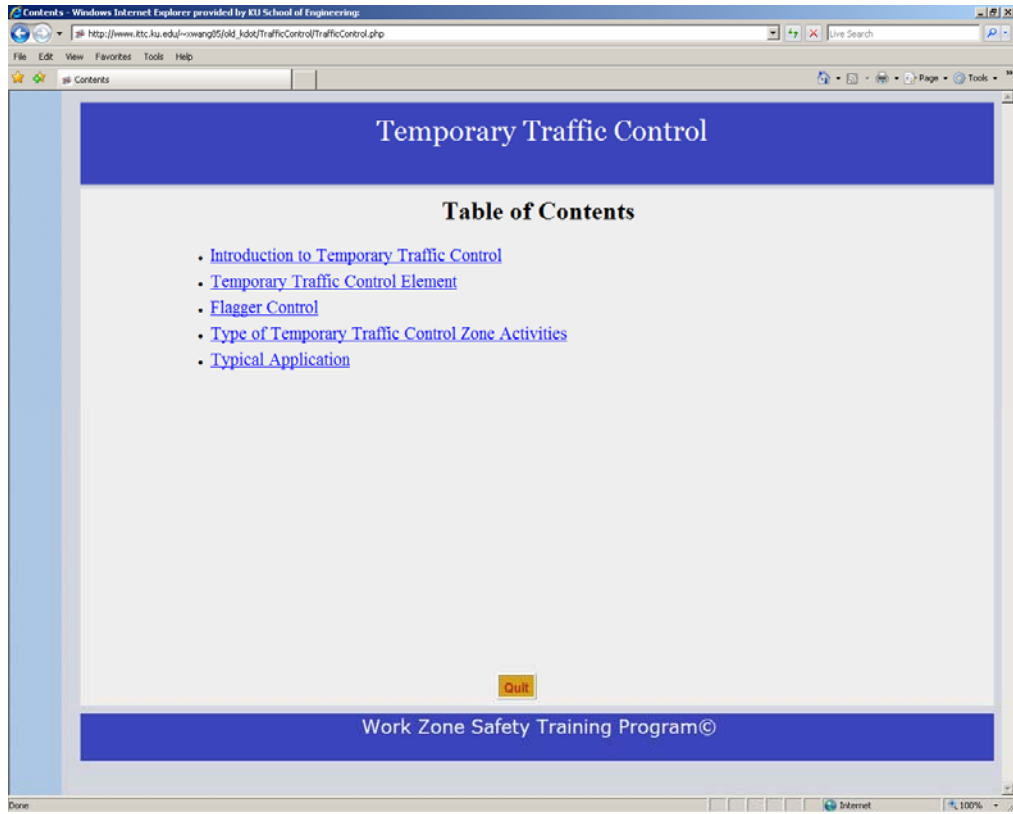 Contents - Windows Internet Explorer provided by KU School of Engineering:
http://www.ittc.ku.edu/~xwang05/old_kdot/TrafficControl/TrafficControl.php
Live Search
File Edit View Favorites Tools Help
Contents
Page Tools
Temporary Traffic Control
Table of Contents
• Introduction to Temporary Traffic Control
• Temporary Traffic Control Element
• Flagger Control
• Type of Temporary Traffic Control Zone Activities
• Typical Application
Quit
Work Zone Safety Training Program©
Done Internet 100%